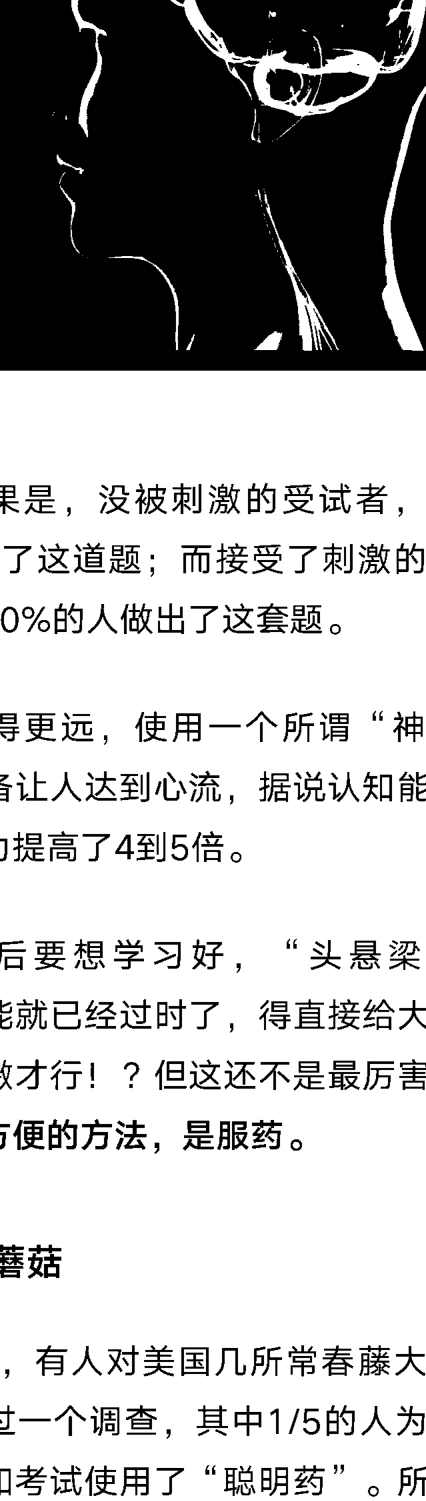 果是，没被刺激的受试者，
了这道题；而接受了刺激的
0%的人做出了这套题。
得更远，使用一个所谓“神
备让人达到心流，据说认知能
力提高了4到5倍。
后要想学习好，“头悬梁
能就已经过时了，得直接给大
激才行！？但这还不是最厉害
方便的方法，是服药。
蘑菇
，有人对美国几所常春藤大
过一个调查，其中1/5的人为
和考试使用了“聪明药”。所